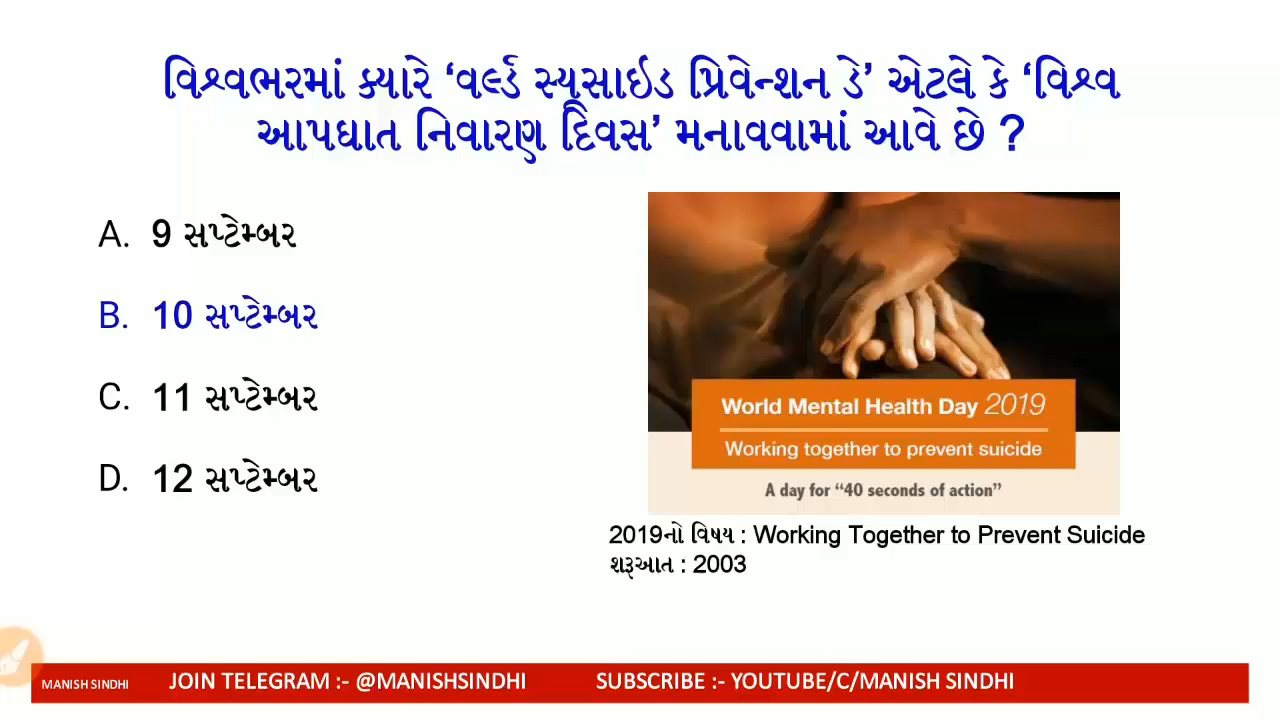 વિશ્વભરમાં ક્યારે ‘વર્લ્ડ સ્યૂસાઇડ પ્રિવેન્શન ડે’ એટલે કે ‘વિશ્વ
આપઘાત નિવારણ દિવસ’ મનાવવામાં આવે છે ?
A. 9 સપ્ટેમ્બર
B. 10 સપ્ટેમ્બર
C. 11 સપ્ટેમ્બર
D. 12 સપ્ટેમ્બર
World Mental Health Day 2019
Working together to prevent suicide
A day for “40 seconds of action”
2019નો વિષય : Working Together to Prevent Suicide
શરૂઆત : 2003
MANISH SINDHI JOIN TELEGRAM :- @MANISHSINDHI SUBSCRIBE :- YOUTUBE/C/MANISH SINDHI